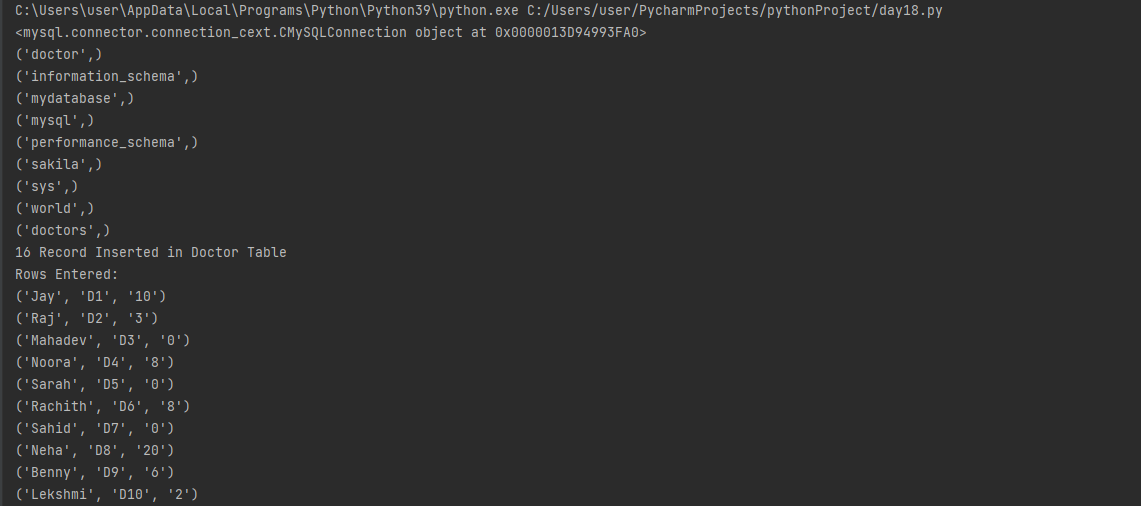 C:\Users\user\AppData\Local\Programs\Python\Python39\python.exe C:/Users/user/PycharmProjects/pythonProject/day18.py
<mysql.connector.connection_cext.CMySQLConnection object at 0x0000013D94993FA0>
('doctor',)
('information_schema',)
('mydatabase',)
('mysql',)
('performance_schema',)
('sakila',)
('sys',)
('world',)
('doctors',)
16 Record Inserted in Doctor Table
Rows Entered:
('Jay', 'D1', '10')
('Raj', 'D2', '3')
('Mahadev', 'D3', '0')
('Noora', 'D4', '8')
('Sarah', 'D5', '0')
('Rachith', 'D6', '8')
('Sahid', 'D7', '0')
('Neha', 'D8', '20')
('Benny', 'D9', '6')
('Lekshmi', 'D10', '2')